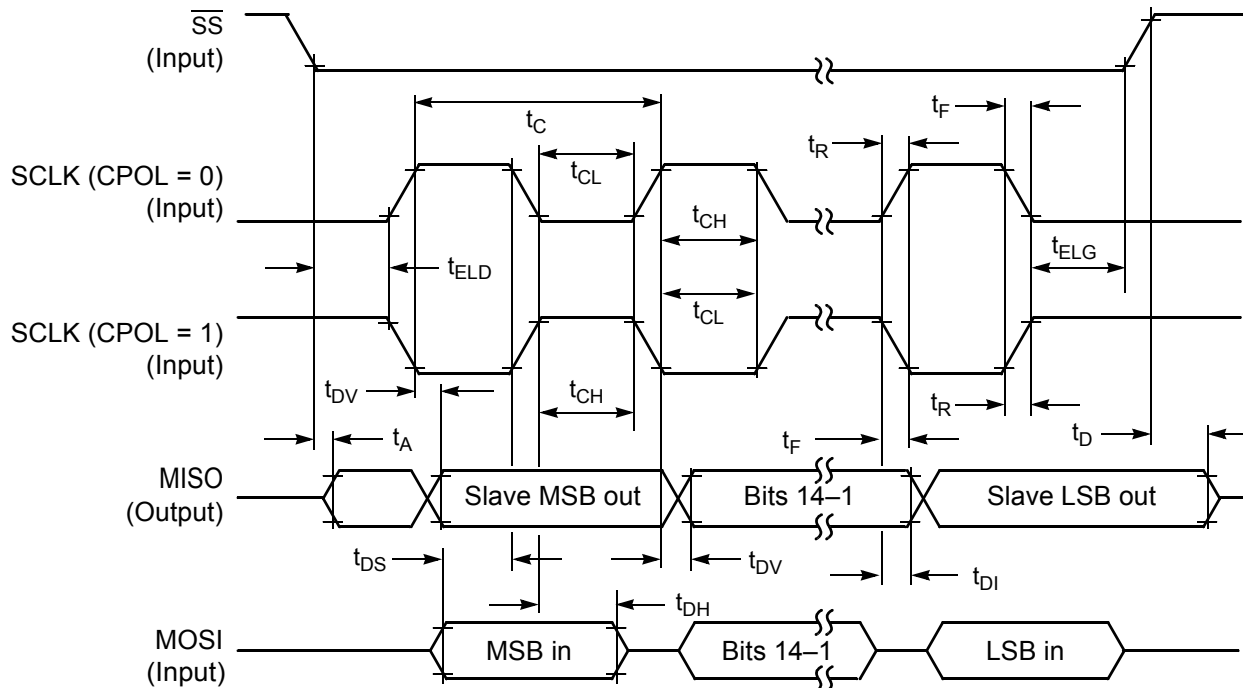 SS
(Input)
t_F
t_C
t_R
SCLK (CPOL = 0)
(Input)
t_CL
t_CH
t_ELD
t_ELG
t_CL
SCLK (CPOL = 1)
(Input)
t_DV
t_CH
t_R
t_A
t_F
t_D
MISO
(Output)
Slave MSB out
Bits 14–1
Slave LSB out
t_DS
t_DV
t_DI
t_DH
MOSI
(Input)
MSB in
Bits 14–1
LSB in